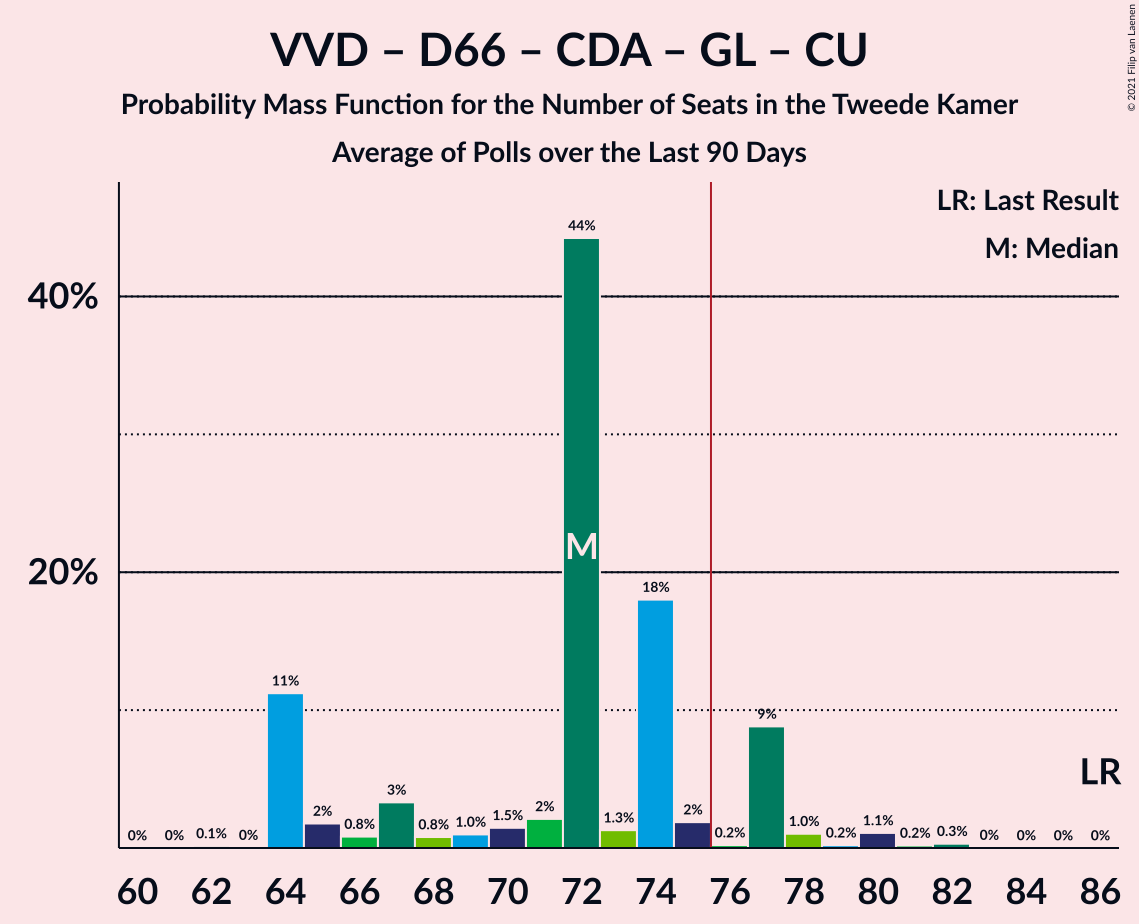 VVD – D66 – CDA – GL – CU
Probability Mass Function for the Number of Seats in the Tweede Kamer
Average of Polls over the Last 90 Days
© 2021 Filip van Laenen
LR: Last Result
M: Median
44%
40%
M
20%
18%
11%
9%
LR
3%
2%
2%
2%
0% 0% 0.1% 0% 0.8% 0.8% 1.0% 1.5% 1.3% 0.2% 1.0% 0.2% 1.1% 0.2% 0.3% 0% 0% 0% 0%
60 62 64 66 68 70 72 74 76 78 80 82 84 86